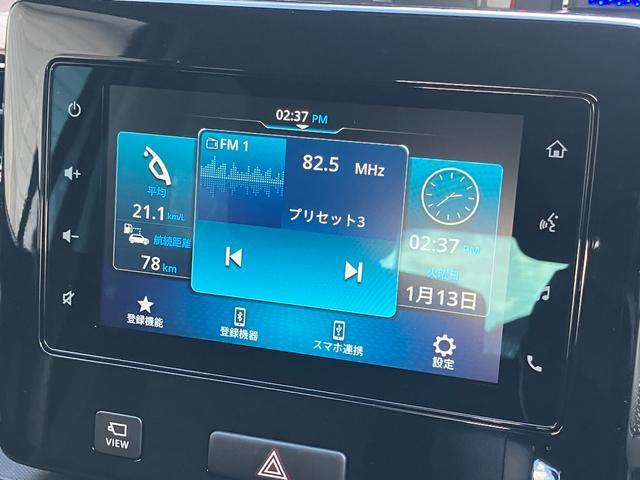 02:37 PM
FM 1
82.5 MHz
プリセット3
平均
21.1 km/L
航続距離
78 km
02:37 PM
火曜日
1月13日
登録機能
登録機器
スマホ連携
設定
VIEW